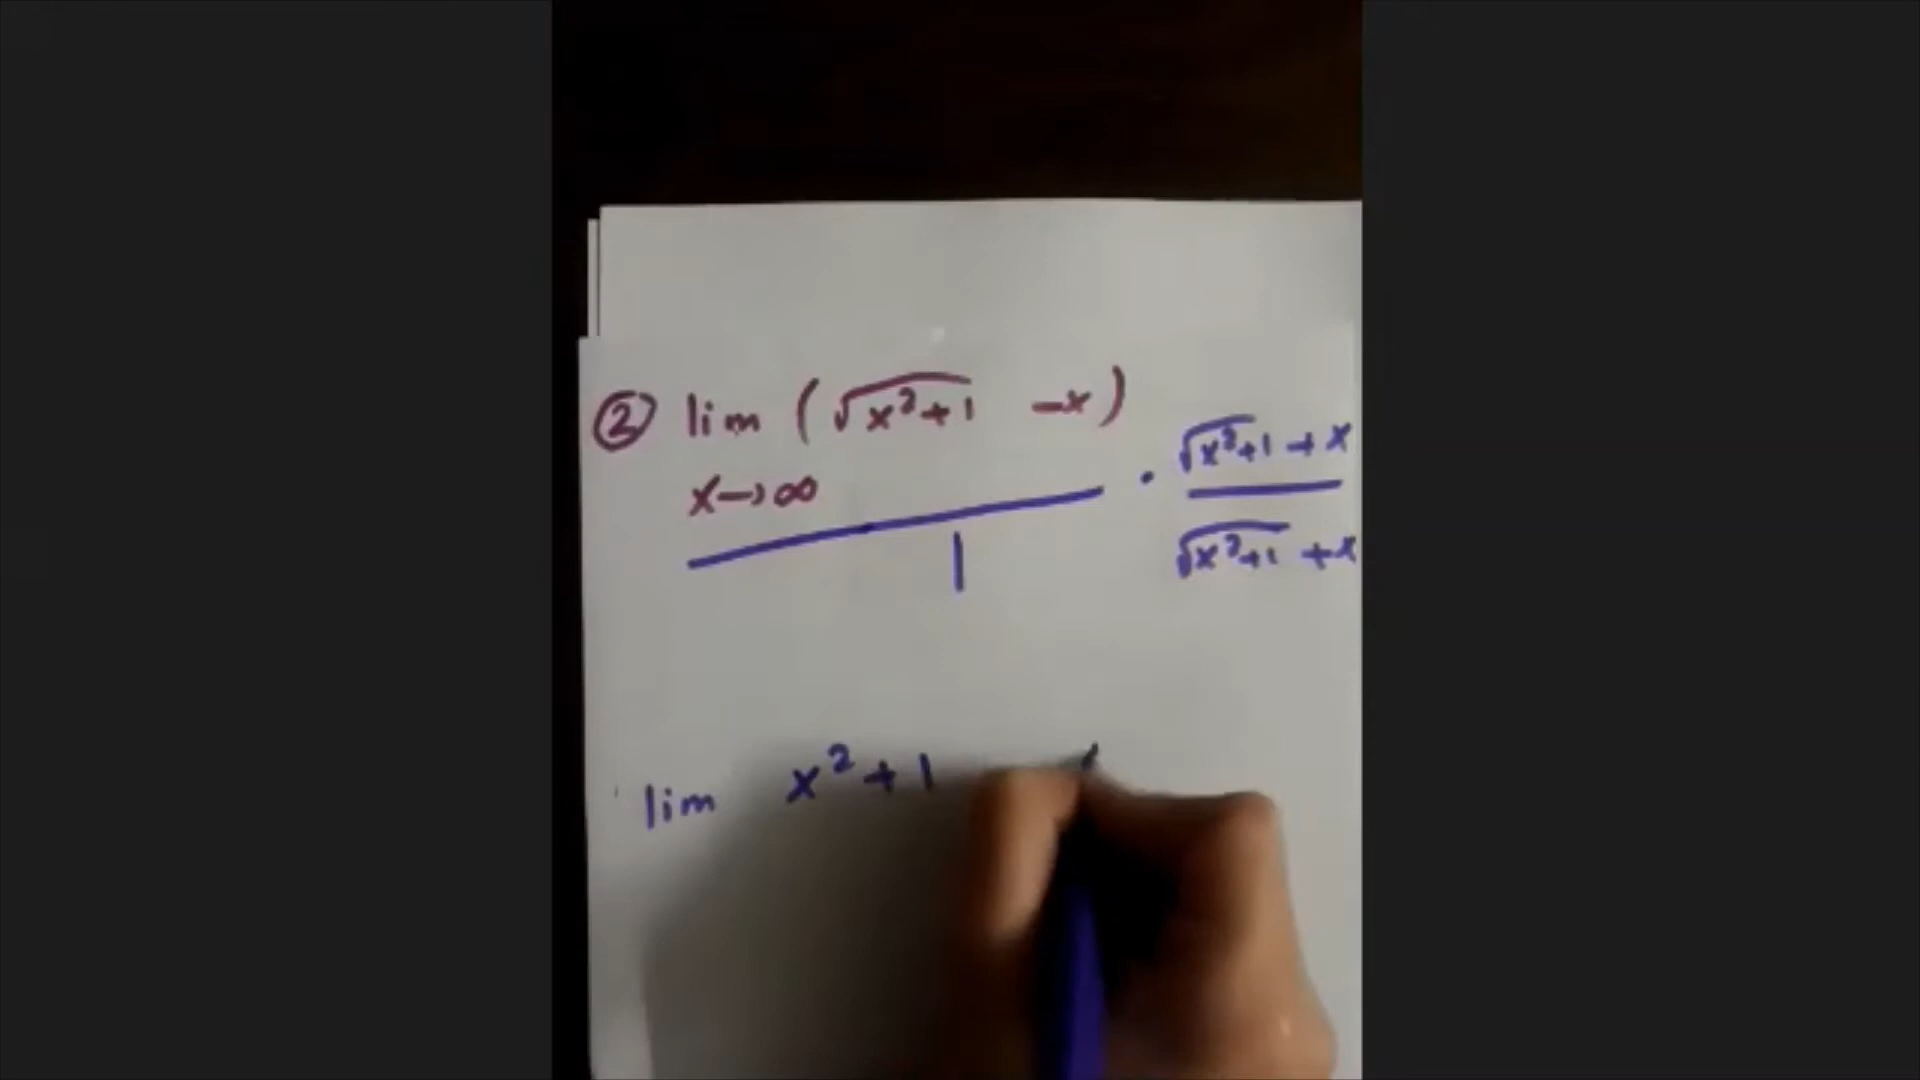 ② lim (√x²+1 -x)
x→∞
1
· √x²+1 + x
√x²+1 + x
lim x² + 1